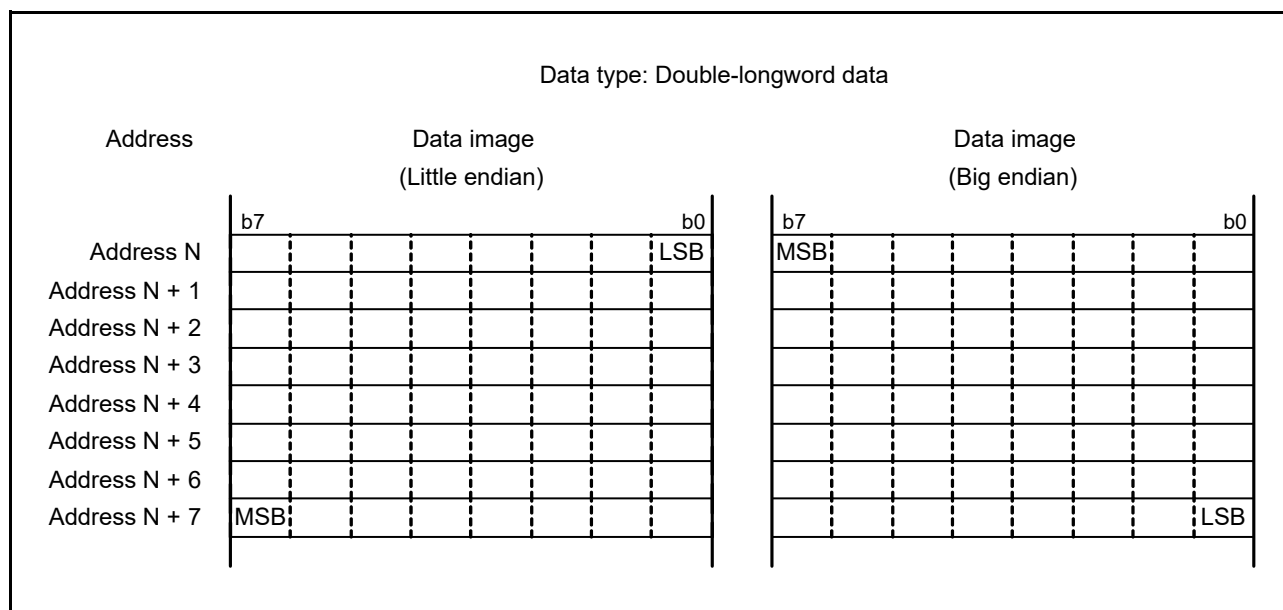 Data type: Double-longword data
Address Data image Data image
(Little endian) (Big endian)
b7 b0 b7 b0
Address N LSB MSB
Address N + 1
Address N + 2
Address N + 3
Address N + 4
Address N + 5
Address N + 6
Address N + 7 MSB LSB